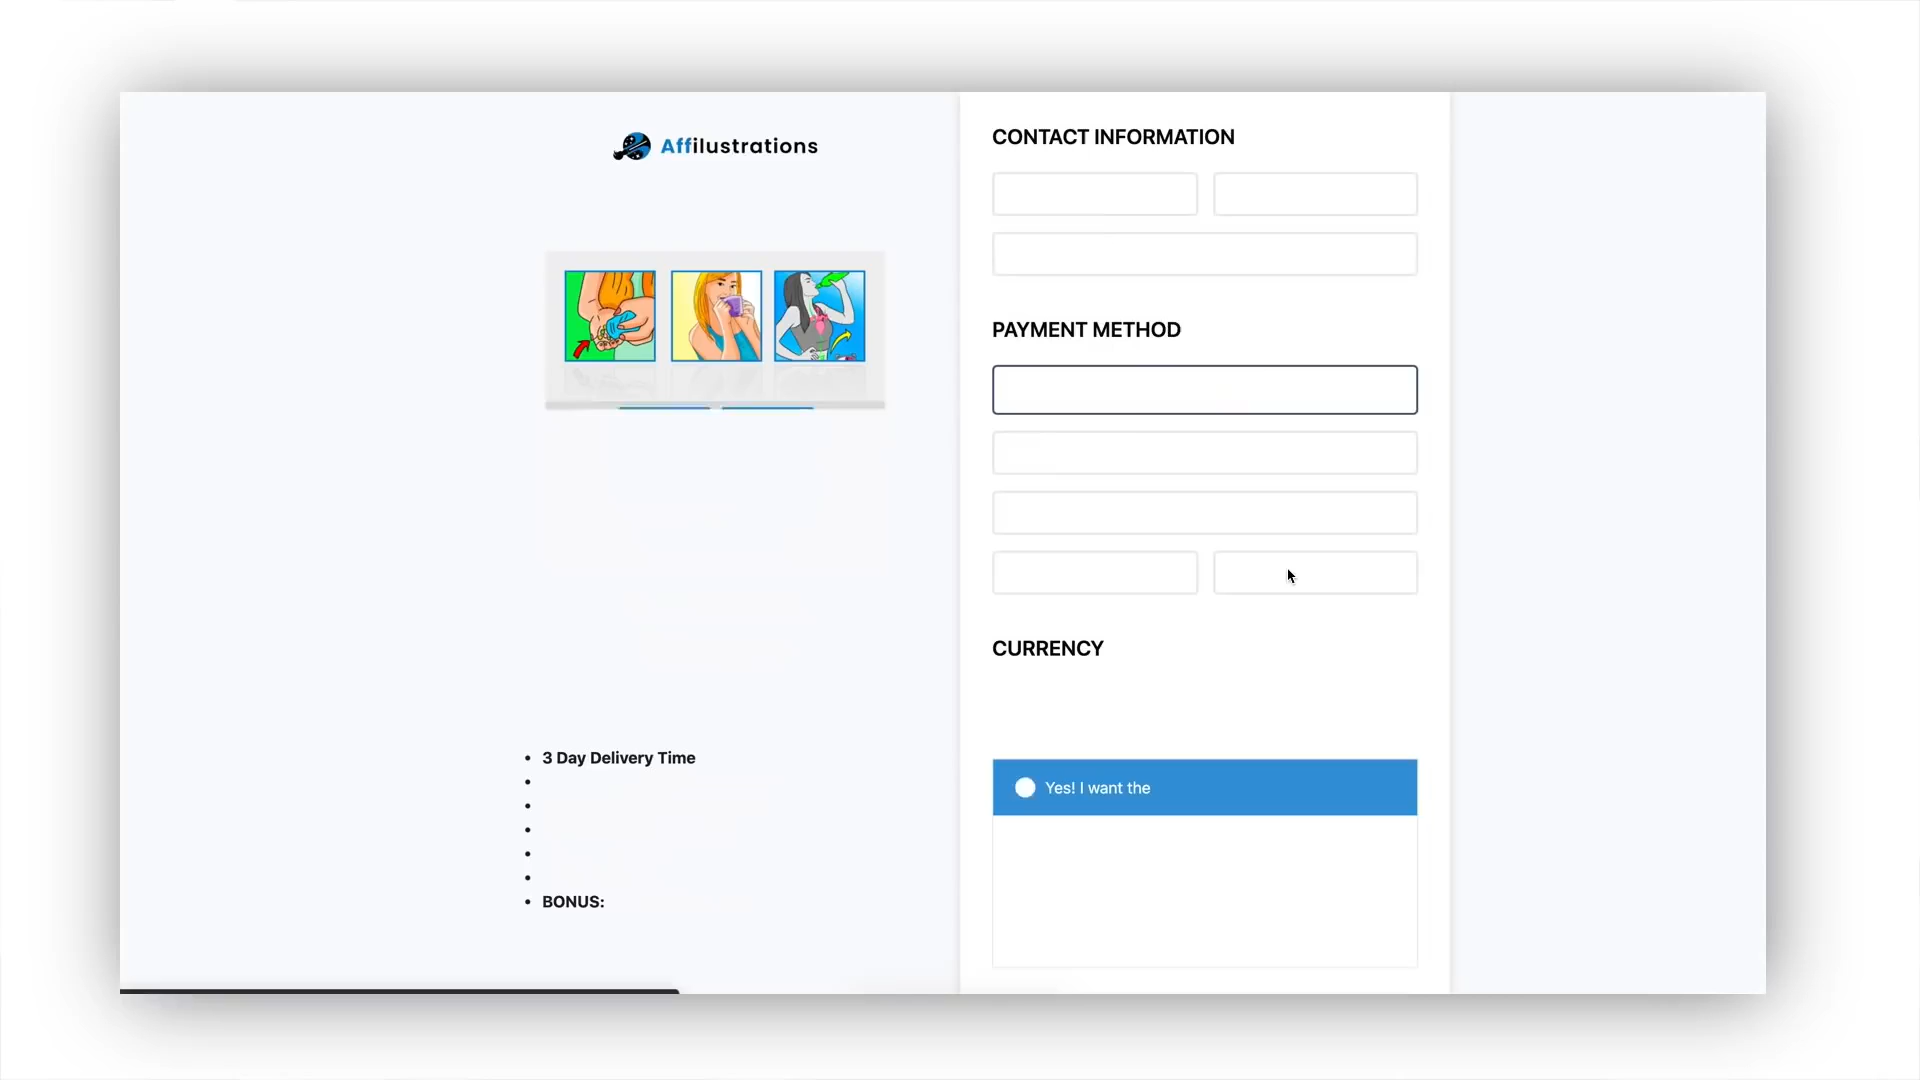 Affilustrations
3 Day Delivery Time
BONUS:
CONTACT INFORMATION
PAYMENT METHOD
CURRENCY
Yes! I want the